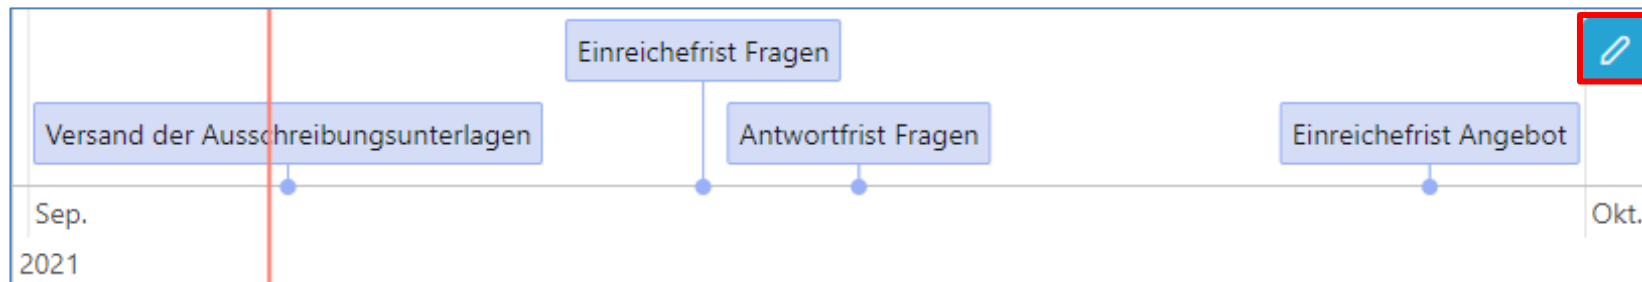 Einreichefrist Fragen
Versand der Ausschreibungsunterlagen
Antwortfrist Fragen
Einreichefrist Angebot
Sep.
Okt.
2021